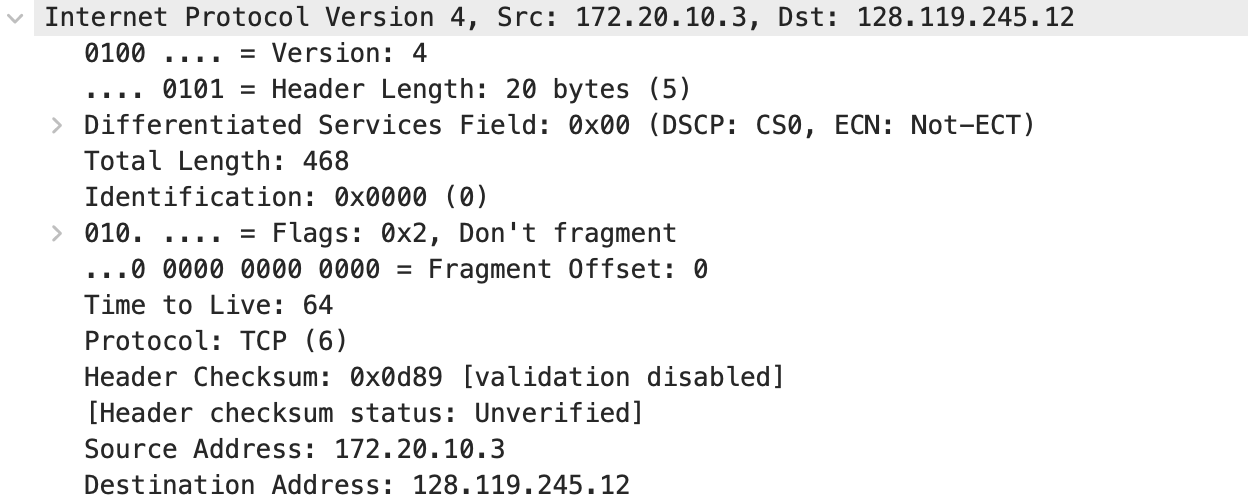 Internet Protocol Version 4, Src: 172.20.10.3, Dst: 128.119.245.12
0100 .... = Version: 4
.... 0101 = Header Length: 20 bytes (5)
Differentiated Services Field: 0x00 (DSCP: CS0, ECN: Not-ECT)
Total Length: 468
Identification: 0x0000 (0)
010. .... = Flags: 0x2, Don't fragment
...0 0000 0000 0000 = Fragment Offset: 0
Time to Live: 64
Protocol: TCP (6)
Header Checksum: 0x0d89 [validation disabled]
[Header checksum status: Unverified]
Source Address: 172.20.10.3
Destination Address: 128.119.245.12